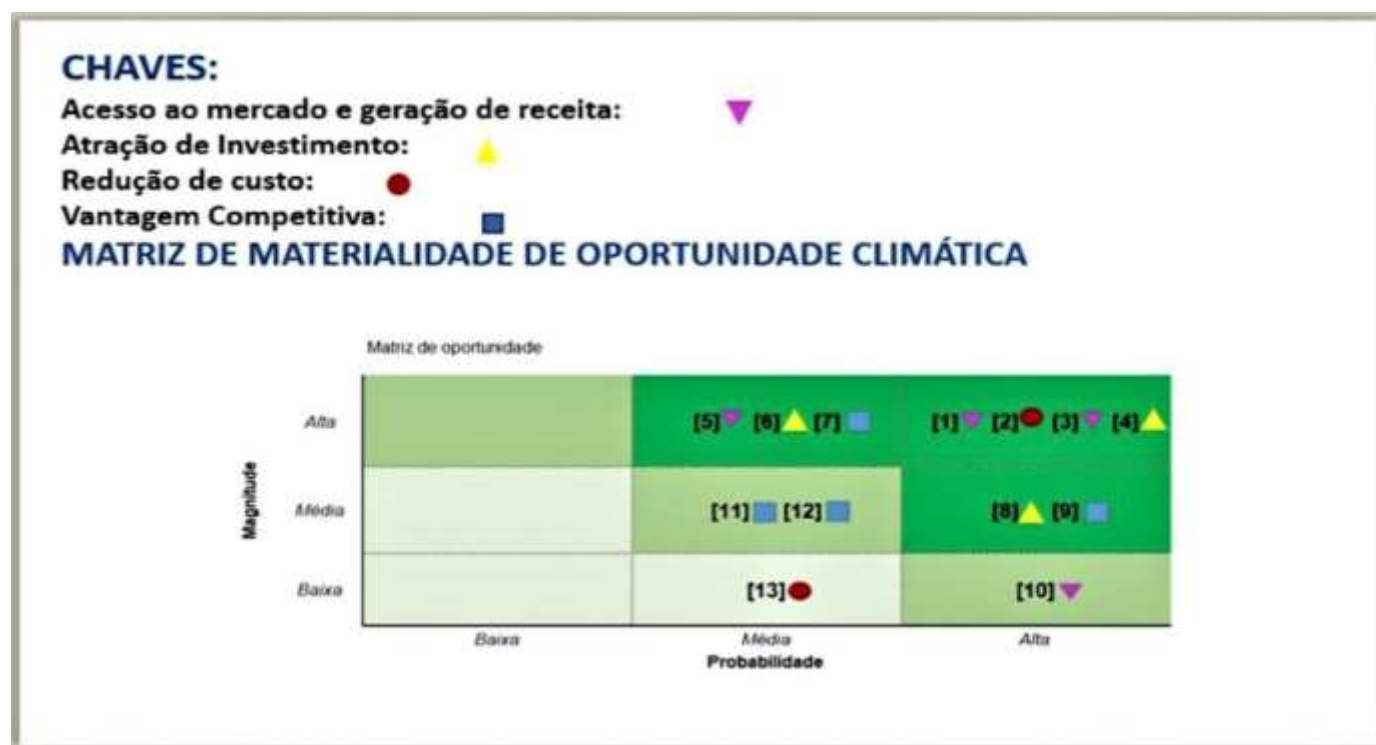 CHAVES:
Acesso ao mercado e geração de receita:
Atração de Investimento:
Redução de custo:
Vantagem Competitiva:
MATRIZ DE MATERIALIDADE DE OPORTUNIDADE CLIMÁTICA
Matriz de oportunidade
Magnitude
Alta
[5] [6] [7]
[1] [2] [3] [4]
Média
[11] [12]
[8] [9]
Baixa
[13]
[10]
Baixa
Média
Alta
Probabilidade